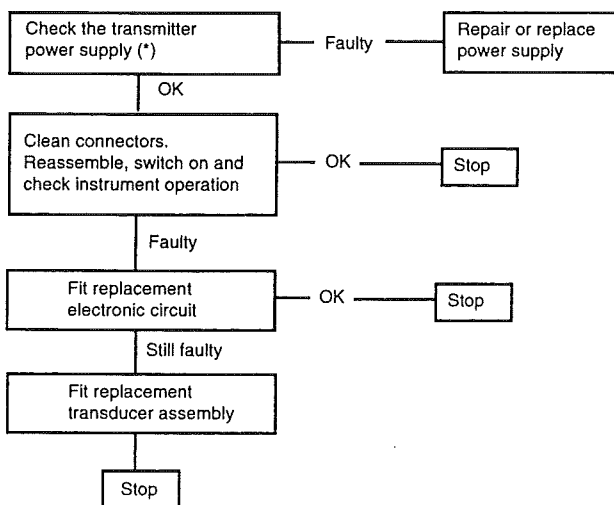 Check the transmitter
power supply (*)
Faulty
Repair or replace
power supply
OK
Clean connectors.
Reassemble, switch on and
check instrument operation
OK
Stop
Faulty
Fit replacement
electronic circuit
OK
Stop
Still faulty
Fit replacement
transducer assembly
Stop